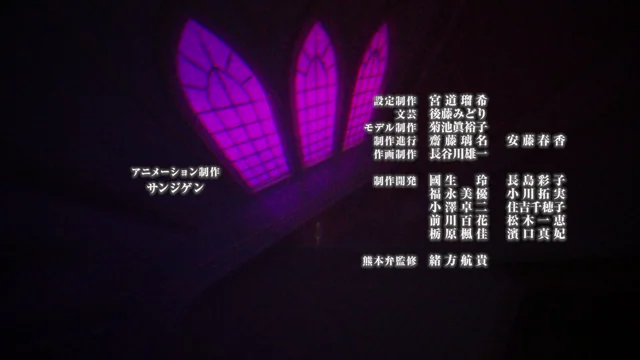 アニメーション制作
サンジゲン
設定制作 宮道瑠希
文芸 後藤みどり
モデル制作 菊池眞裕子
制作進行 齋藤璃名 安藤春香
作画制作 長谷川雄一
制作開発 國生 玲 長島彩子
福永美優 小川拓実
小澤卓二 住吉千穂子
前川百花 松木一恵
栃原楓佳 濱口真妃
熊本弁監修 緒方航貴